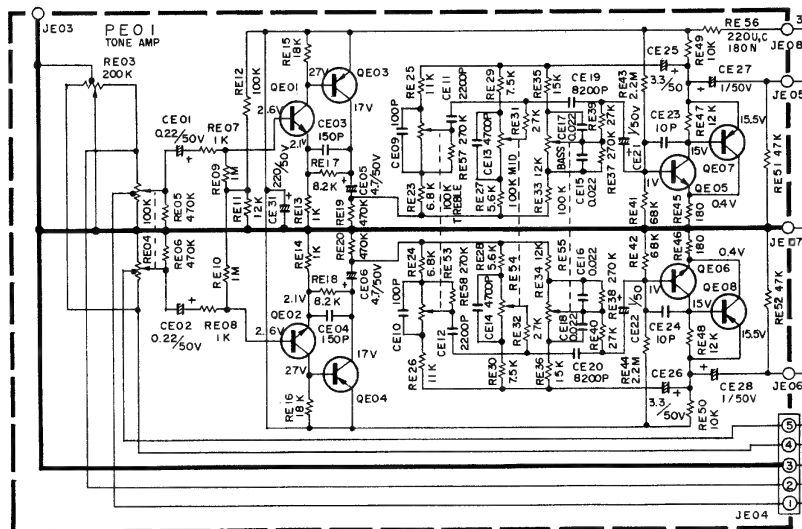 JE03
PE01
TONE AMP
RE03
200K
RE12
100K
RE15
18K
27V
QE03
QE01
2.6V
17V
2.1V
CE01
0.22/50V
RE07
1K
RE09
1M
RE11
12K
CE31
220/50V
RE13
1K
CE03
150P
RE17
8.2K
CE05
4.7/50V
RE19
470K
RE05
470K
100K
RE04
RE06
470K
RE10
1M
RE14
1K
RE20
470K
CE06
4.7/50V
RE18
8.2K
2.1V
QE02
2.6V
CE04
150P
CE02
0.22/50V
RE08
1K
17V
27V
QE04
RE16
18K
RE25
11K
CE11
2200P
RE29
7.5K
RE35
15K
CE19
8200P
RE43
2.2M
100P
CE09
RE57
270K
CE13
4700P
RE31
2.7K
CE17
0.022
RE39
27K
1/50V
CE21
RE23
6.8K
100K
TREBLE
RE27
5.6K
100K MID
RE33
12K
100K
BASS
CE15
0.022
RE37
270K
RE24
6.8K
RE53
RE58
270K
RE28
5.6K
RE54
RE34
12K
RE55
CE16
0.022
RE38
270K
100P
CE10
CE12
2200P
CE14
4700P
RE32
2.7K
CE18
0.022
RE40
27K
CE22
1/50
RE26
11K
RE30
7.5K
RE36
15K
CE20
8200P
RE44
2.2M
CE25
3.3/50
RE49
10K
RE56
220U,C
180N
3
JE08
CE27
1/50V
JE05
CE23
10P
RE47
12K
15.5V
15V
QE07
1V
QE05
0.4V
RE51
47K
RE41
68K
RE45
180
JE07
RE42
68K
RE46
180
0.4V
QE06
1V
QE08
15V
CE24
10P
RE48
12K
15.5V
RE52
47K
CE26
3.3/50V
CE28
1/50V
JE06
RE50
10K
5
4
3
2
1
JE04